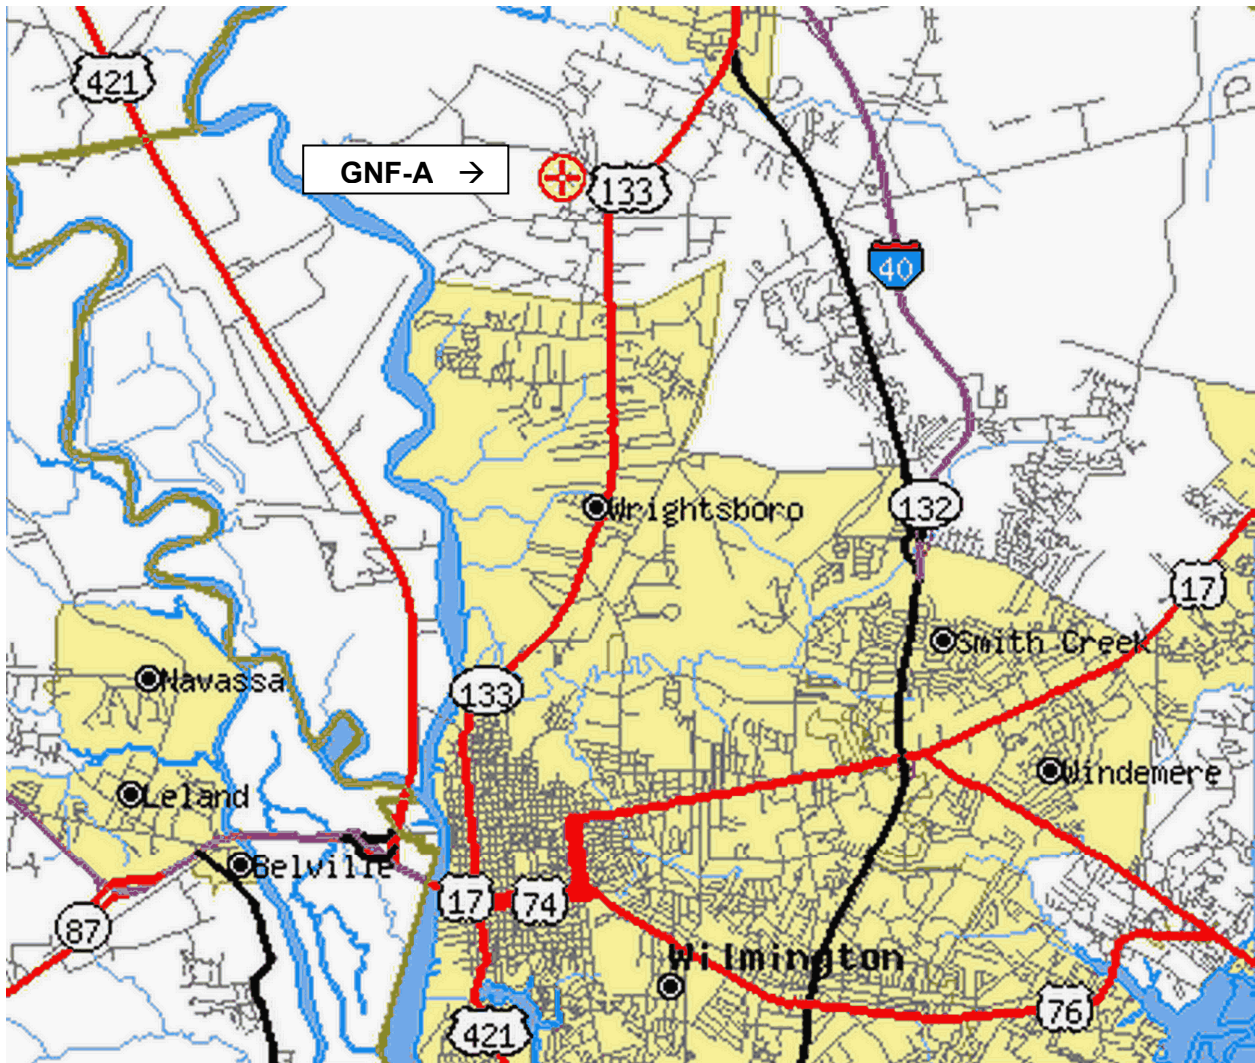 421
GNF-A →
133
40
Wrightsboro
132
17
Smith Creek
Navassa
133
Windemere
Leland
Belville
17
74
87
Wilmington
76
421